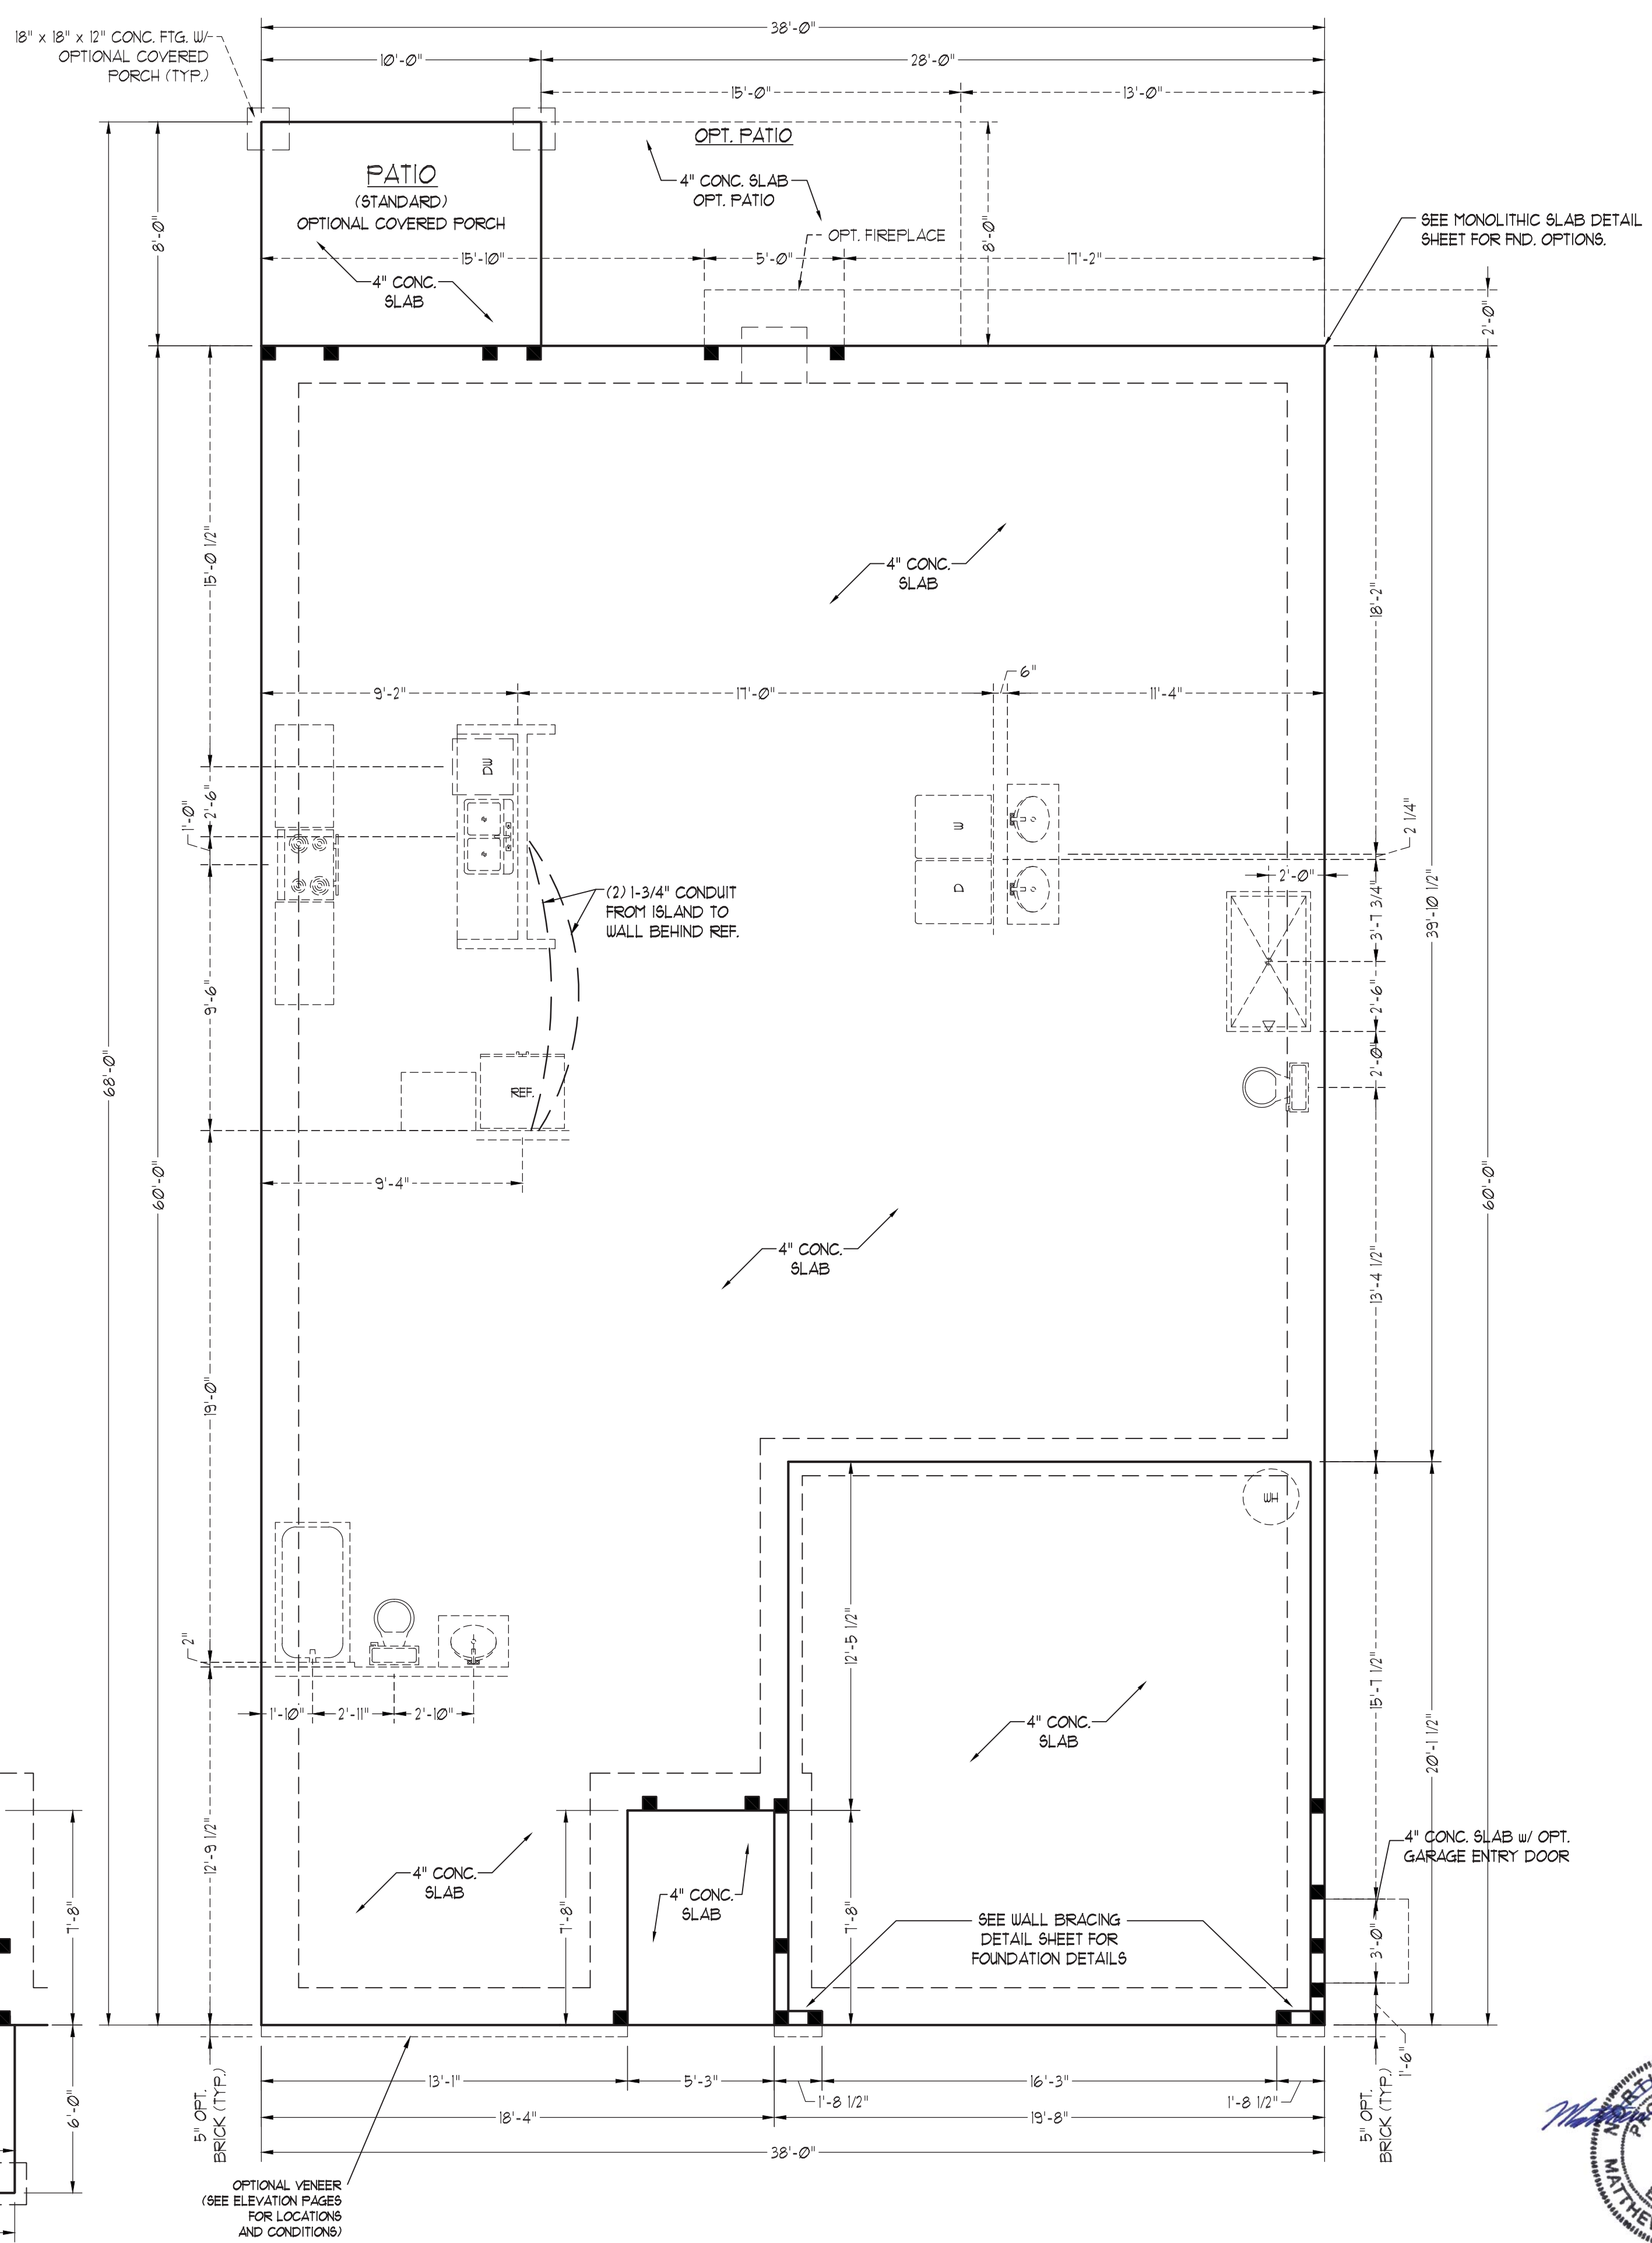 38'-0"
18" x 18" x 12" CONC. FTG. W/
OPTIONAL COVERED
PORCH (TYP.)
10'-0"
28'-0"
15'-0"
13'-0"
OPT. PATIO
PATIO
(STANDARD)
OPTIONAL COVERED PORCH
4" CONC. SLAB
OPT. PATIO
OPT. FIREPLACE
8'-0"
8'-0"
SEE MONOLITHIC SLAB DETAIL
SHEET FOR FND. OPTIONS.
15'-10"
5'-0"
17'-2"
4" CONC.
SLAB
2'-0"
15'-0 1/2"
4" CONC.
SLAB
18'-2"
6"
9'-2"
17'-0"
11'-4"
DW
1'-0"
2'-6"
W
D
2 1/4"
2'-0"
(2) 1-3/4" CONDUIT
FROM ISLAND TO
WALL BEHIND REF.
3'-7 3/4"
39'-10 1/2"
9'-6"
2'-6"
2'-0"
68'-0"
REF.
60'-0"
60'-0"
9'-4"
4" CONC.
SLAB
13'-4 1/2"
19'-0"
WH
2"
12'-5 1/2"
1'-10"
2'-11"
2'-10"
4" CONC.
SLAB
15'-7 1/2"
20'-1 1/2"
12'-9 1/2"
4" CONC. SLAB w/ OPT.
GARAGE ENTRY DOOR
4" CONC.
SLAB
4" CONC.
SLAB
7'-8"
7'-8"
7'-8"
SEE WALL BRACING
DETAIL SHEET FOR
FOUNDATION DETAILS
3'-0"
1'-6"
6'-0"
13'-1"
5'-3"
1'-8 1/2"
16'-3"
1'-8 1/2"
5" OPT.
BRICK (TYP.)
5" OPT.
BRICK (TYP.)
18'-4"
19'-8"
38'-0"
OPTIONAL VENEER
(SEE ELEVATION PAGES
FOR LOCATIONS
AND CONDITIONS)